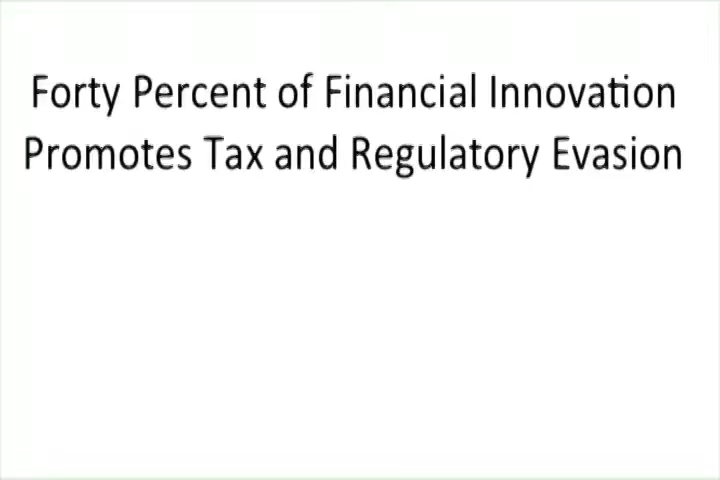 Forty Percent of Financial Innovation
Promotes Tax and Regulatory Evasion